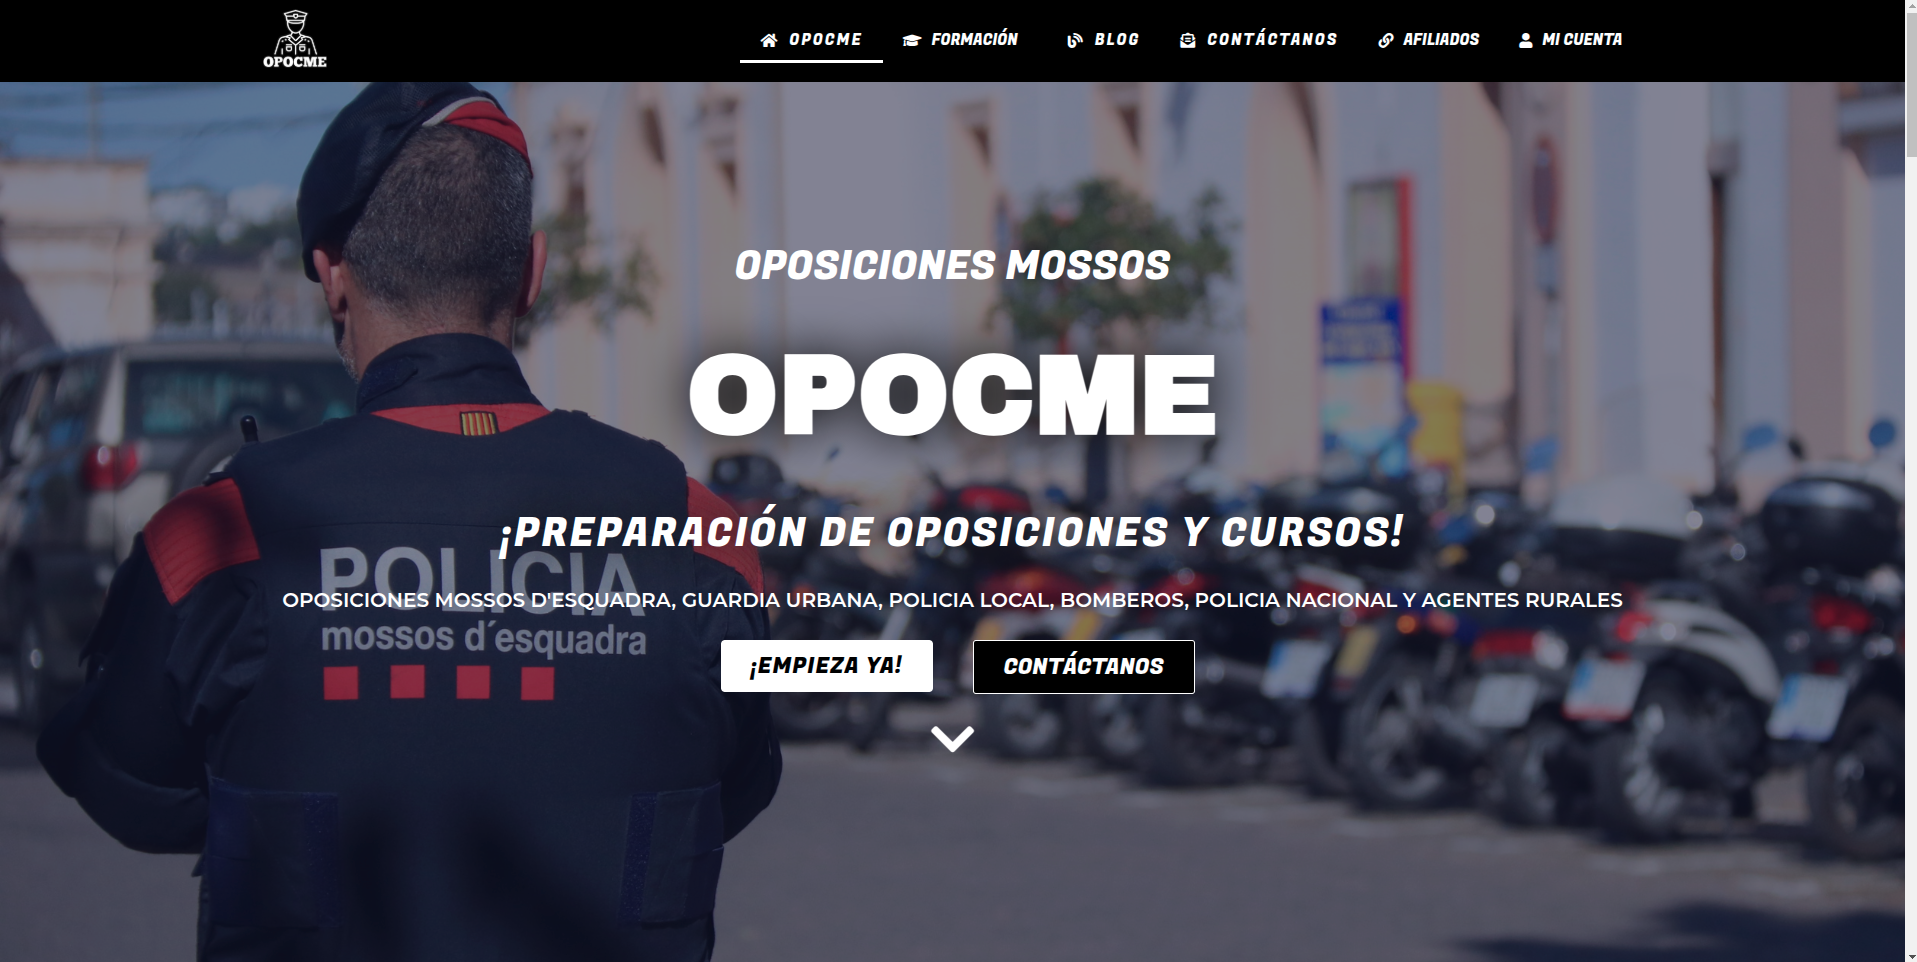 OPOCME
OPOCME
FORMACIÓN
BLOG
CONTÁCTANOS
AFILIADOS
MI CUENTA
OPOSICIONES MOSSOS
OPOCME
¡PREPARACIÓN DE OPOSICIONES Y CURSOS!
POLICIA
OPOSICIONES MOSSOS D'ESQUADRA, GUARDIA URBANA, POLICIA LOCAL, BOMBEROS, POLICIA NACIONAL Y AGENTES RURALES
mossos d´esquadra
¡EMPIEZA YA!
CONTÁCTANOS